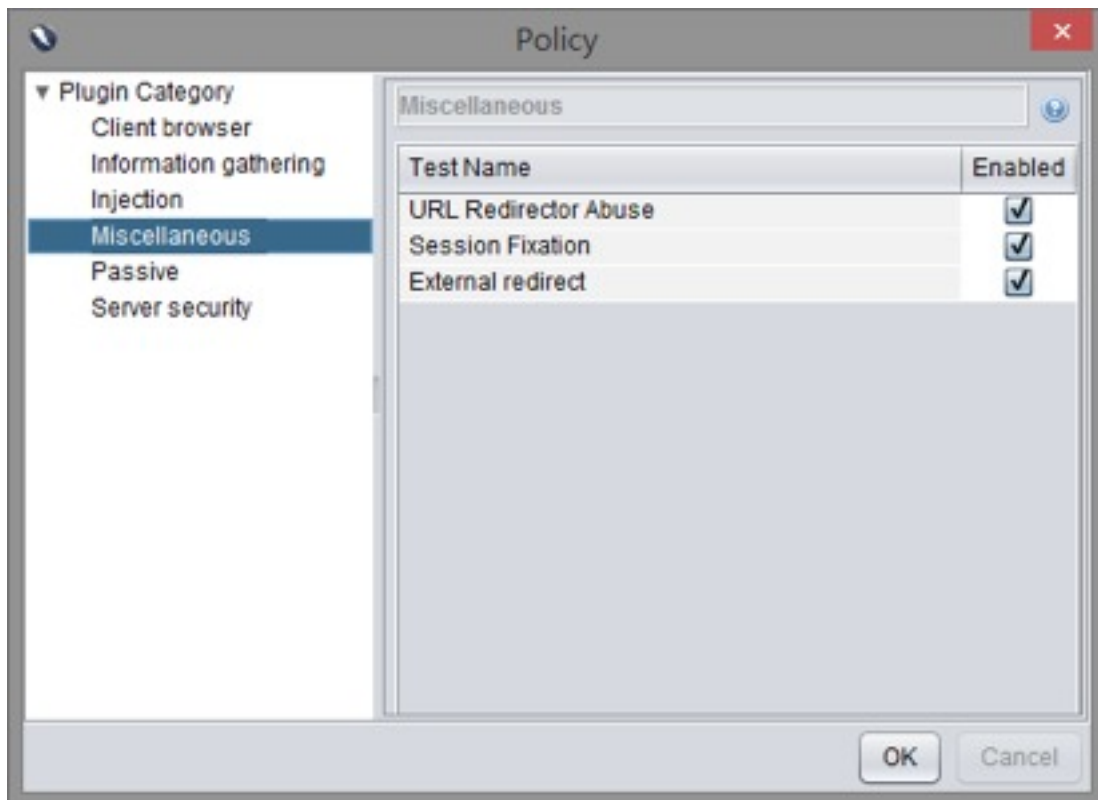 Policy
Plugin Category
Client browser
Information gathering
Injection
Miscellaneous
Passive
Server security
Miscellaneous
Test Name Enabled
URL Redirector Abuse
Session Fixation
External redirect
OK Cancel